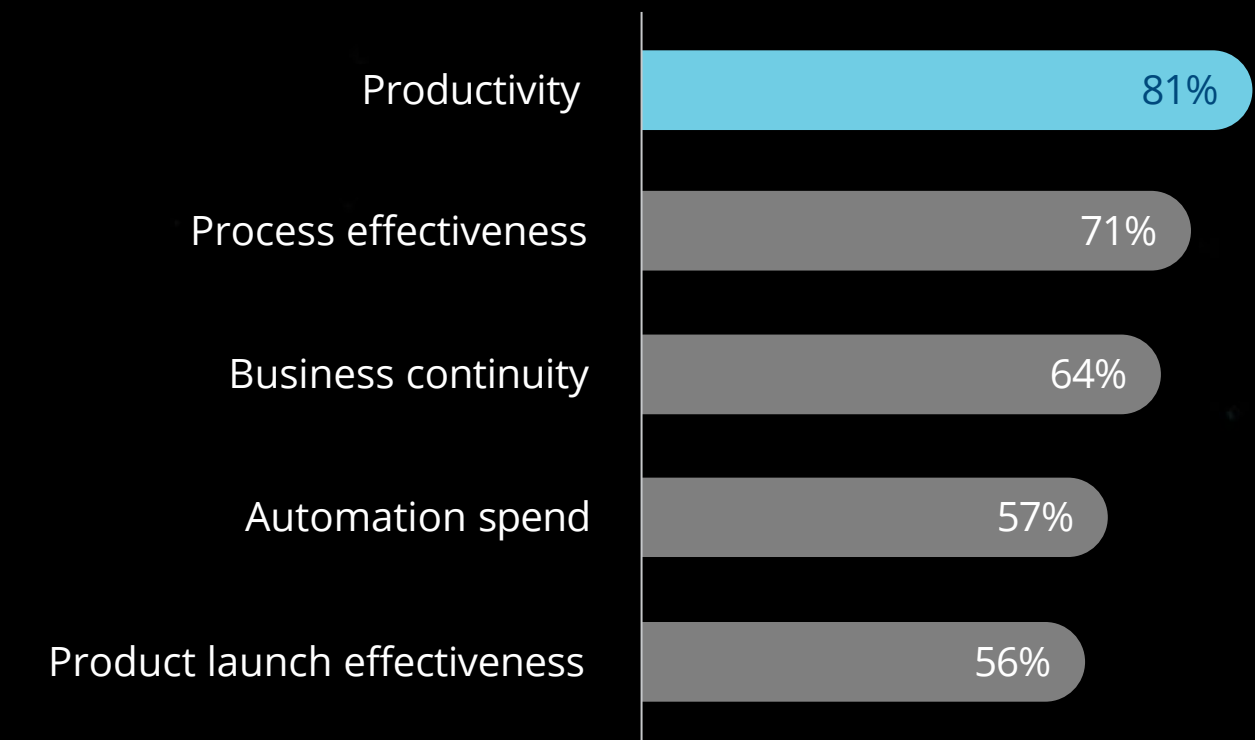 Productivity 81%
Process effectiveness 71%
Business continuity 64%
Automation spend 57%
Product launch effectiveness 56%